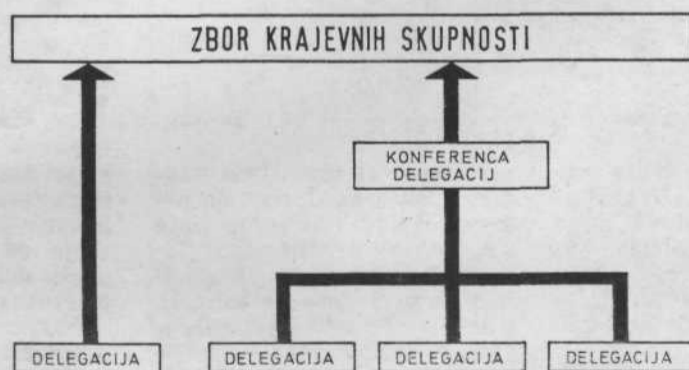 ZBOR KRAJEVNIH SKUPNOSTI
KONFERENCA
DELEGACIJ
DELEGACIJA
DELEGACIJA
DELEGACIJA
DELEGACIJA